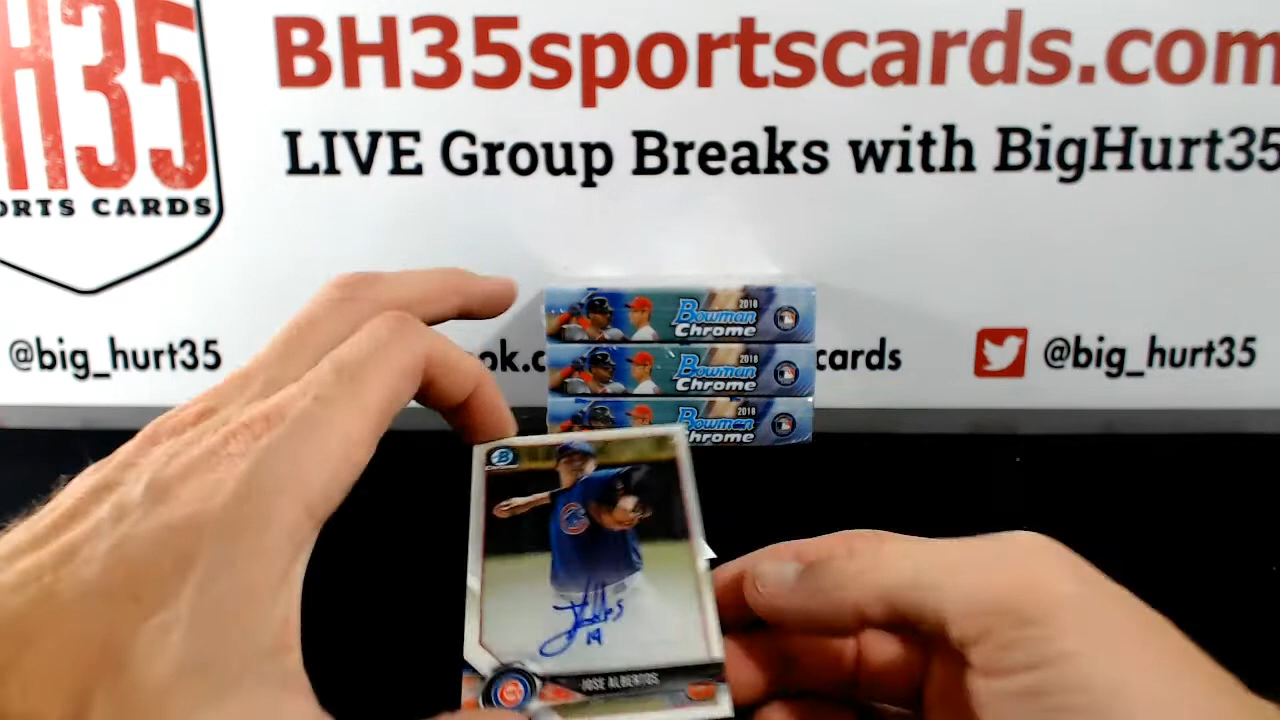 H35
ORTS CARDS
BH35sportscards.com
LIVE Group Breaks with BigHurt35
@big_hurt35
ok.c
cards
@big_hurt35
2018
Bowman
Chrome
2018
Bowman
Chrome
2018
Bowman
hrome
B
C
19
JOSE ALBERTOS